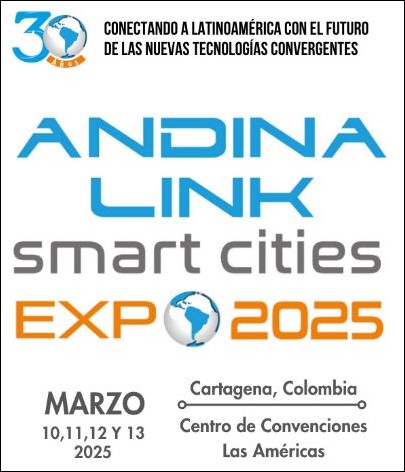 30
Años
CONECTANDO A LATINOAMÉRICA CON EL FUTURO
DE LAS NUEVAS TECNOLOGÍAS CONVERGENTES
ANDINA
LINK
smart cities
EXPO 2025
MARZO
10,11,12 Y 13
2025
Cartagena, Colombia
Centro de Convenciones
Las Américas